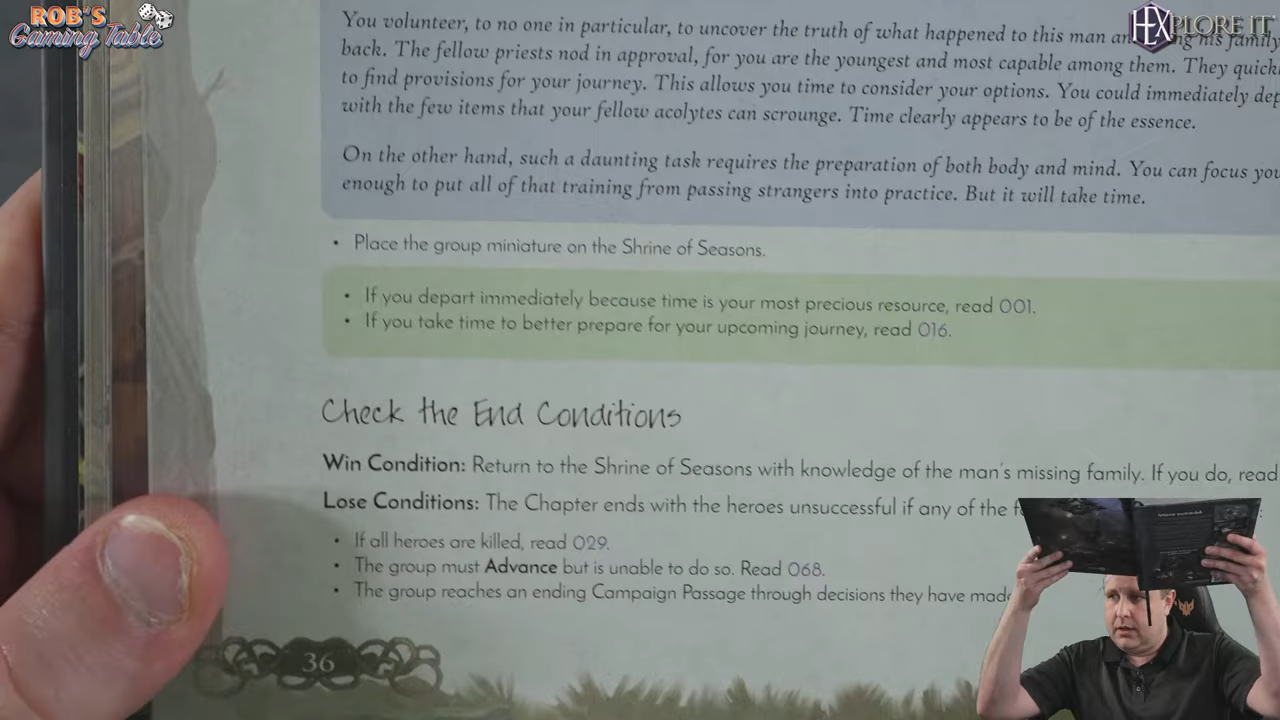 ROB'S
Gaming Table
HEXPLORE IT
You volunteer, to no one in particular, to uncover the truth of what happened to this man an his family
back. The fellow priests nod in approval, for you are the youngest and most capable among them. They
to find provisions for your journey. This allows you time to consider your options. You could immediately
with the few items that your fellow acolytes can scrounge. Time clearly appears to be of the essence.
On the other hand, such a daunting task requires the preparation of both body and mind. You can focus
enough to put all of that training from passing strangers into practice. But it will take time.
• Place the group miniature on the Shrine of Seasons.
• If you depart immediately because time is your most precious resource, read 001.
• If you take time to better prepare for your upcoming journey, read 016.
Check the End Conditions
Win Condition: Return to the Shrine of Seasons with knowledge of the man's missing family. If you do, read
Lose Conditions: The Chapter ends with the heroes unsuccessful if any of the
• If all heroes are killed, read 029.
• The group must Advance but is unable to do so. Read 068.
• The group reaches an ending Campaign Passage through decisions they have made
36